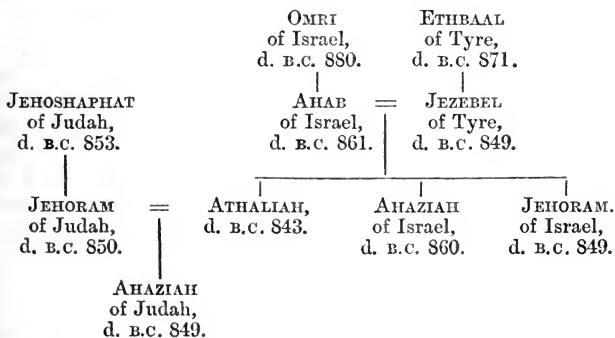 OMRI ETHBAAL
of Israel, of Tyre,
d. B.C. 880. d. B.C. 871.
JEHOSHAPHAT AHAB = JEZEBEL
of Judah, of Israel, of Tyre,
d. B.C. 853. d. B.C. 861. d. B.C. 849.
JEHORAM = ATHALIAH, AHAZIAH JEHORAM.
of Judah, d. B.C. 843. of Israel, of Israel,
d. B.C. 850. d. B.C. 860. d. B.C. 849.
AHAZIAH
of Judah,
d. B.C. 849.